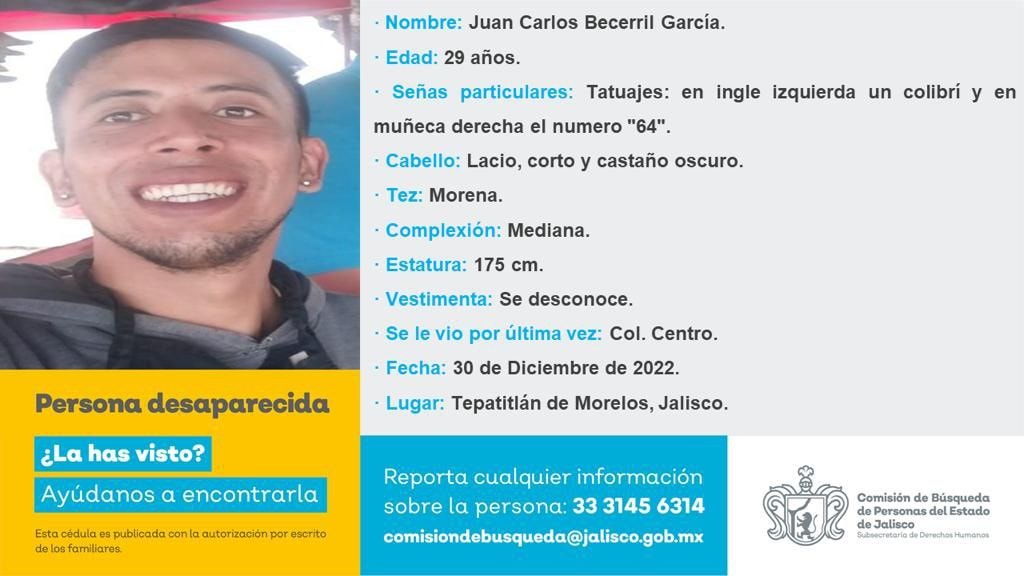 · Nombre: Juan Carlos Becerril García.
· Edad: 29 años.
· Señas particulares: Tatuajes: en ingle izquierda un colibrí y en
muñeca derecha el numero "64".
· Cabello: Lacio, corto y castaño oscuro.
· Tez: Morena.
· Complexión: Mediana.
· Estatura: 175 cm.
· Vestimenta: Se desconoce.
· Se le vio por última vez: Col. Centro.
· Fecha: 30 de Diciembre de 2022.
· Lugar: Tepatitlán de Morelos, Jalisco.
Persona desaparecida
¿La has visto?
Ayúdanos a encontrarla
Esta cédula es publicada con la autorización por escrito
de los familiares.
Reporta cualquier información
sobre la persona: 33 3145 6314
comisiondebusqueda@jalisco.gob.mx
Comisión de Búsqueda
de Personas del Estado
de Jalisco
Subsecretaría de Derechos Humanos